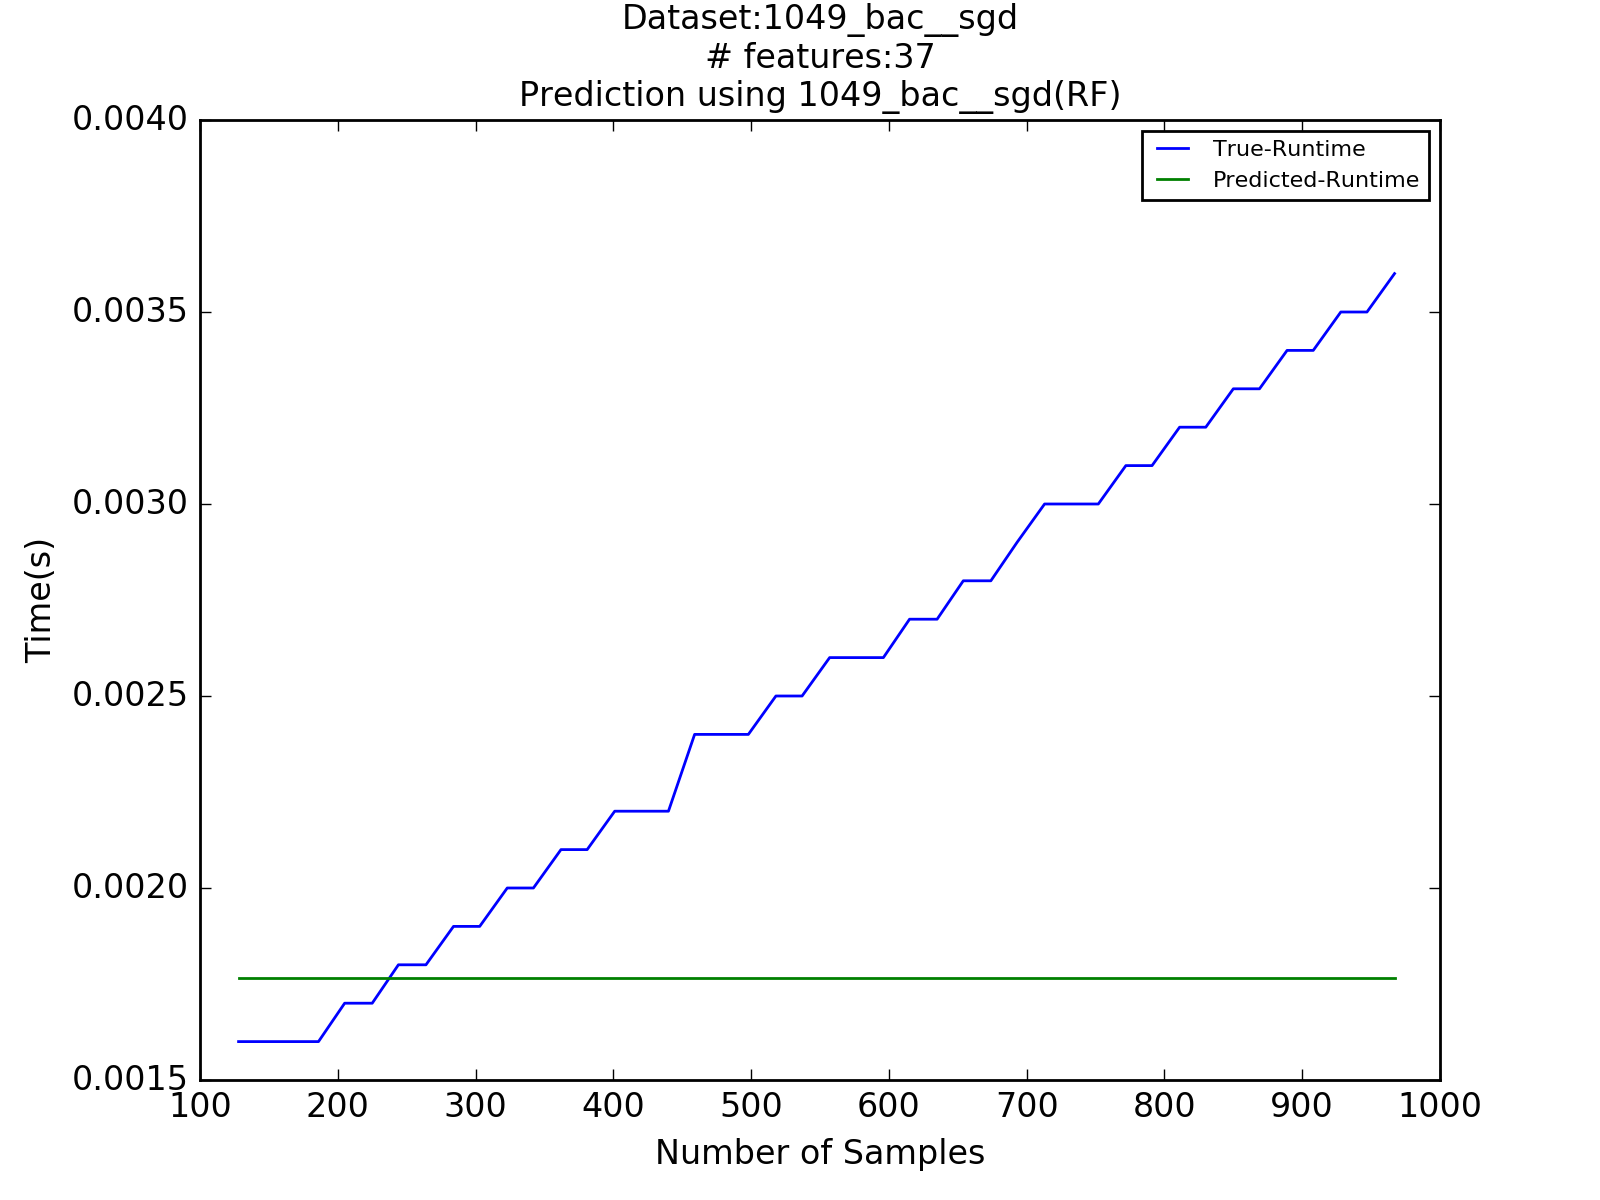 Dataset:1049_bac__sgd
# features:37
Prediction using 1049_bac__sgd(RF)
0.0040
0.0035
0.0030
0.0025
0.0020
0.0015
Time(s)
True-Runtime
Predicted-Runtime
100 200 300 400 500 600 700 800 900 1000
Number of Samples